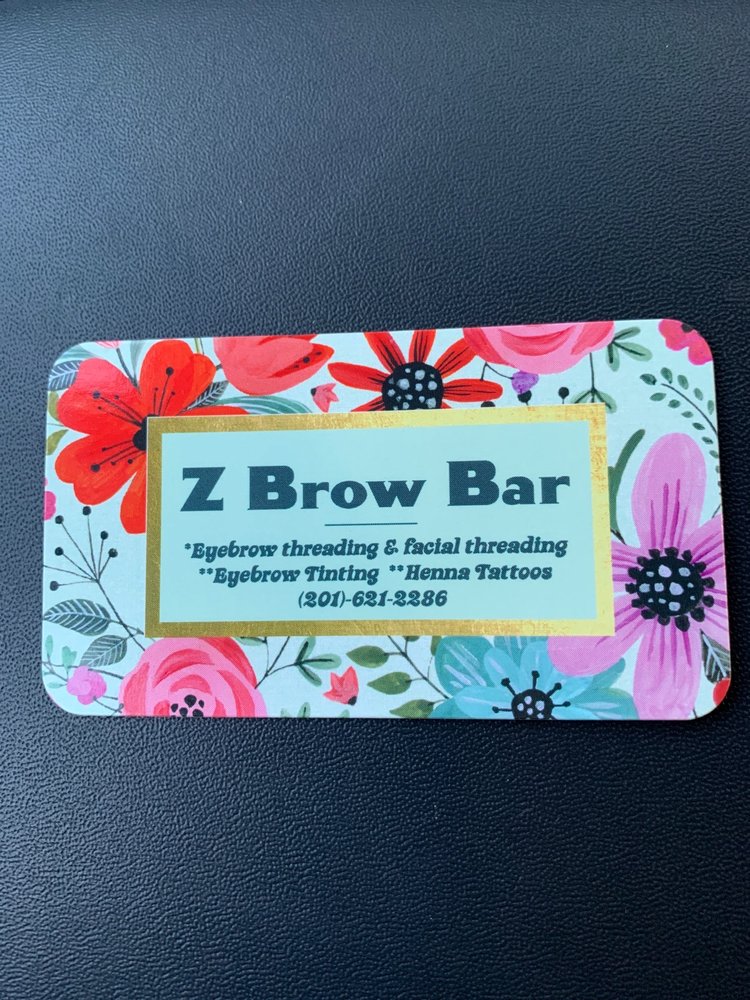 Z Brow Bar
*Eyebrow threading & facial threading
**Eyebrow Tinting **Henna Tattoos
(201)-621-2286